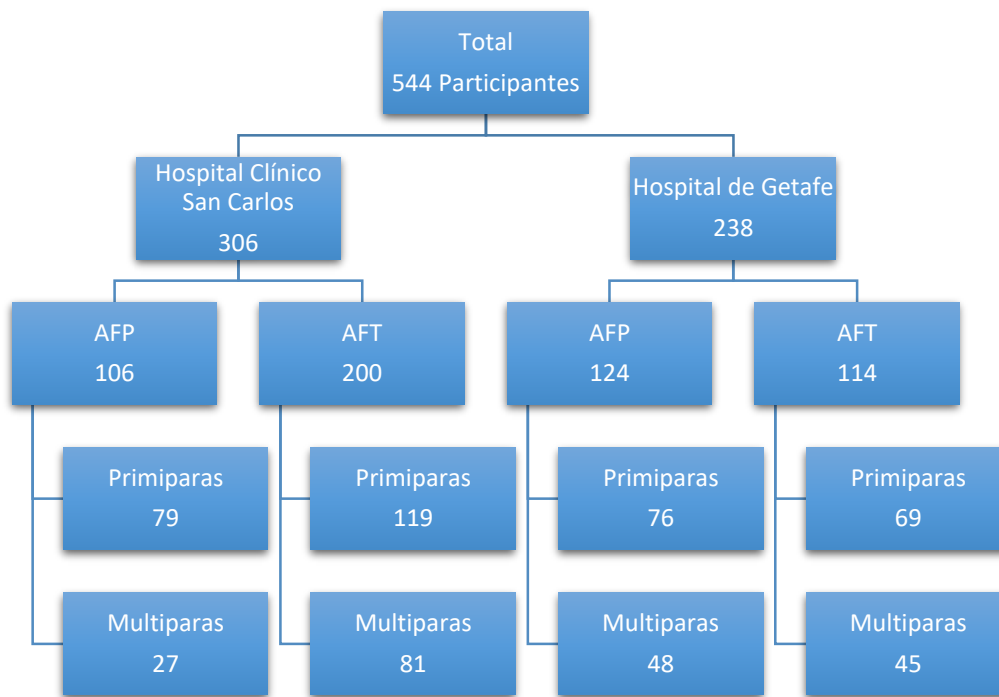 Total
544 Participantes
Hospital Clínico
San Carlos
306
Hospital de Getafe
238
AFP
106
AFT
200
AFP
124
AFT
114
Primiparas
79
Primiparas
119
Primiparas
76
Primiparas
69
Multiparas
27
Multiparas
81
Multiparas
48
Multiparas
45